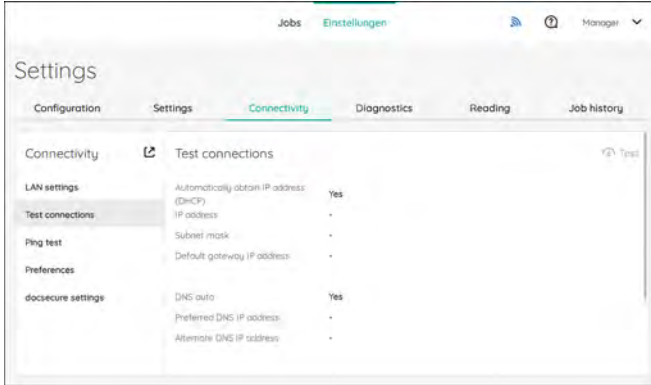 Jobs Einstellungen Manager
Settings
Configuration Settings Connectivity Diagnostics Reading Job history
Connectivity
Test connections
Test
LAN settings
Test connections
Ping test
Preferences
docsecure settings
Automatically obtain IP address
(DHCP)
Yes
IP address -
Subnet mask -
Default gateway IP address -
DNS auto Yes
Preferred DNS IP address -
Alternate DNS IP address -